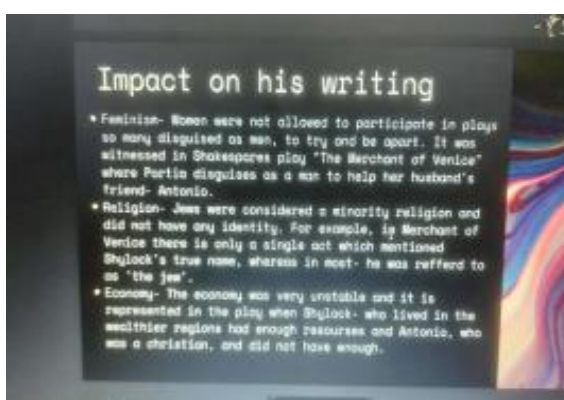 Impact on his writing
* Feminism- Women were not allowed to participate in plays
so many disguised as men, to try and be apart. It was
witnessed in Shakespares play "The Merchant of Venice"
where Portia disguises as a man to help her husband's
friend- Antonio.
* Religion- Jews were considered a minority religion and
did not have any identity. For example, in Merchant of
Venice there is only a single act which mentioned
Shylock's true name, whereas in most- he was refferd to
as "the jew".
* Economy- The economy was very unstable and it is
represented in the play when Shylock- who lived in the
wealthier regions had enough resourses and Antonio, who
was a christian, and did not have enough.